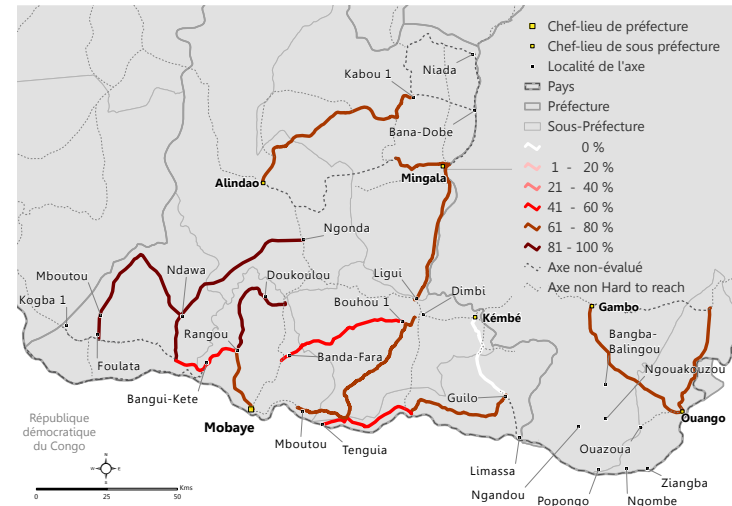 Chef-lieu de préfecture
Chef-lieu de sous préfecture
Localité de l'axe
Pays
Préfecture
Sous-Préfecture
0 %
1 - 20 %
21 - 40 %
41 - 60 %
61 - 80 %
81 - 100 %
Axe non-évalué
Axe non Hard to reach
Niada
Kabou 1
Bana-Dobe
Alindao
Mingala
Ngonda
Mboutou
Ndawa
Doukoulou
Ligui
Kogba 1
Bouhou 1
Dimbi
Kémbé
Gambo
Rangou
Bangba-
Balingou
Foulata
Banda-Fara
Ngouakouzou
Bangui-Kete
Guilo
République
démocratique
du Congo
Mobaye
Ouango
Mboutou
Tenguia
Ouazoua
Limassa
Ziangba
Ngandou
Popongo
Ngombe
N
W
E
S
Kms
0
25
50